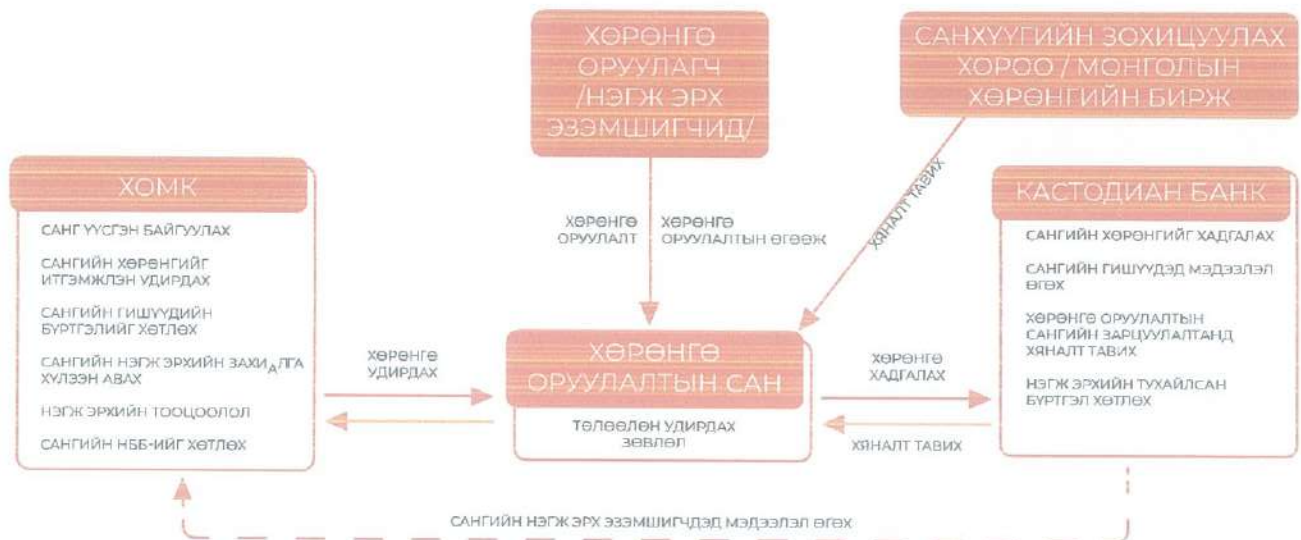 ХӨРӨНГӨ
ОРУУЛАГЧ
/НЭГЖ ЭРХ
ЭЗЭМШИГЧИД/
САНХҮҮГИЙН ЗОХИЦУУЛАХ
ХОРОО / МОНГОЛЫН
ХӨРӨНГИЙН БИРЖ
ХОМК
САНГ ҮҮСГЭН БАЙГУУЛАХ
САНГИЙН ХӨРӨНГИЙГ
ИТГЭМЖЛЭН УДИРДАХ
САНГИЙН ГИШҮҮДИЙН
БҮРТГЭЛИЙГ ХӨТЛӨХ
САНГИЙН НЭГЖ ЭРХИЙН ЗАХИАЛГА
ХҮЛЭЭН АВАХ
НЭГЖ ЭРХИЙН ТООЦООЛОЛ
САНГИЙН НББ-ИЙГ ХӨТЛӨХ
ХӨРӨНГӨ
ОРУУЛАЛТ
ХӨРӨНГӨ
ОРУУЛАЛТЫН ӨГӨӨЖ
ХЯНАЛТ ТАВИХ
КАСТОДИАН БАНК
САНГИЙН ХӨРӨНГИЙГ ХАДГАЛАХ
САНГИЙН ГИШҮҮДЭД МЭДЭЭЛЭЛ
ӨГӨХ
ХӨРӨНГӨ ОРУУЛАЛТЫН
САНГИЙН ЗАРЦУУЛАЛТАНД
ХЯНАЛТ ТАВИХ
НЭГЖ ЭРХИЙН ТУХАЙЛСАН
БҮРТГЭЛ ХӨТЛӨХ
ХӨРӨНГӨ
УДИРДАХ
ХӨРӨНГӨ
ОРУУЛАЛТЫН САН
ТӨЛӨӨЛӨН УДИРДАХ
ЗӨВЛӨЛ
ХӨРӨНГӨ
ХАДГАЛАХ
ХЯНАЛТ ТАВИХ
САНГИЙН НЭГЖ ЭРХ ЭЗЭМШИГЧДЭД МЭДЭЭЛЭЛ ӨГӨХ